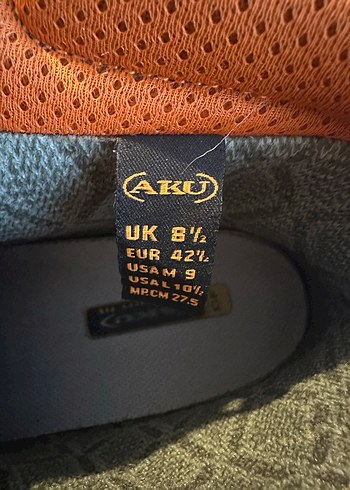 AKU
UK 8½
EUR 42½
USA M 9
USA L 10½
MP.CM 27.5